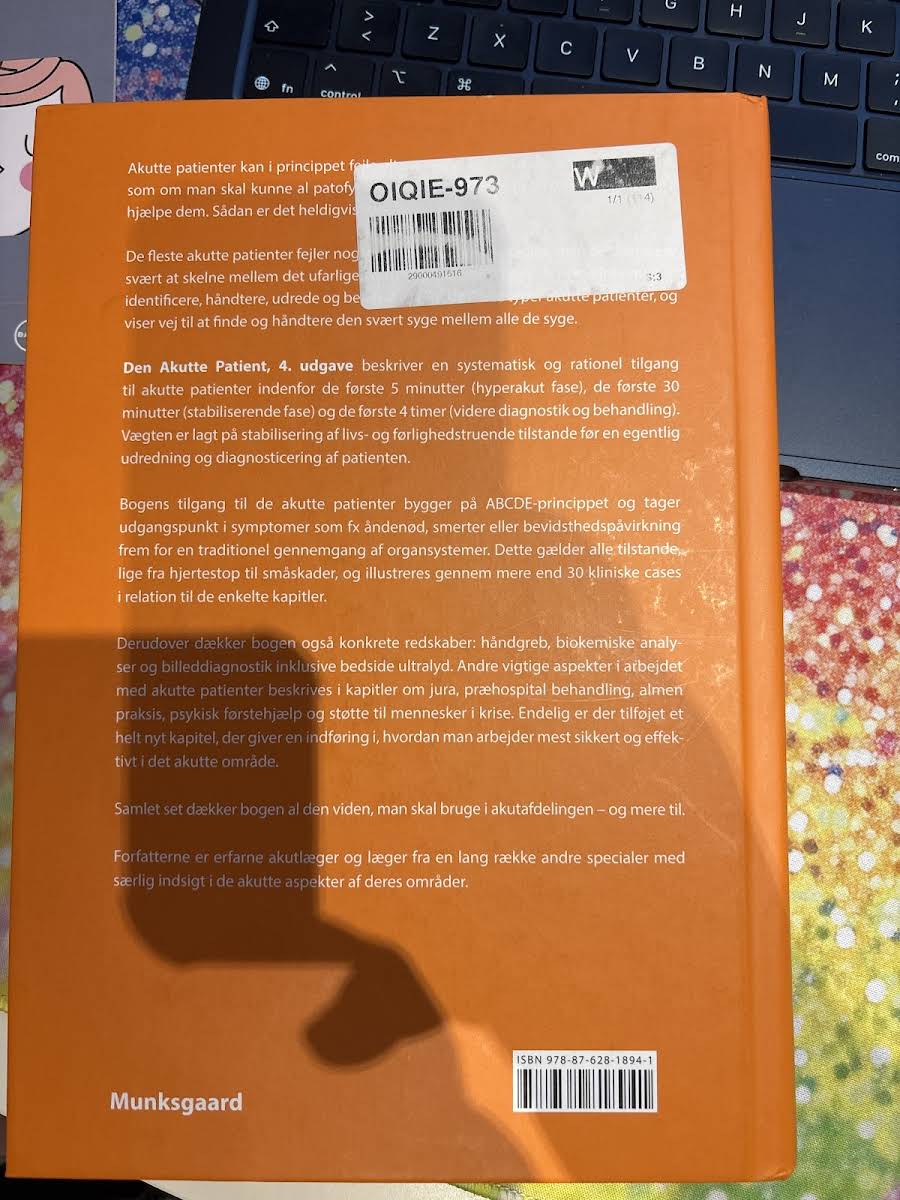 G
H
J
K
>
<
Z
X
C
V
B
N
M
;
,
fn
^
control
⌥
⌘
com
Akutte patienter kan i princippet
som om man skal kunne al
hjælpe dem. Sådan er det
OIQIE-973
W
1/1
29000491616
S:3
De fleste akutte patienter fejler
svært at skelne mellem det
identificere, håndtere, udrede og akutte patienter, og
viser vej til at finde og håndtere den svært syge mellem alle de syge.
Den Akutte Patient, 4. udgave beskriver en systematisk og rationel tilgang
til akutte patienter indenfor de første 5 minutter (hyperakut fase), de første 30
minutter (stabiliserende fase) og de første 4 timer (videre diagnostik og behandling).
Vægten er lagt på stabilisering af livs- og førlighedstruende tilstande før en egentlig
udredning og diagnosticering af patienten.
Bogens tilgang til de akutte patienter bygger på ABCDE-princippet og tager
udgangspunkt i symptomer som fx åndenød, smerter eller bevidsthedspåvirkning
frem for en traditionel gennemgang af organsystemer. Dette gælder alle tilstande,
lige fra hjertestop til småskader, og illustreres gennem mere end 30 kliniske cases
i relation til de enkelte kapitler.
Derudover dækker bogen også konkrete redskaber: håndgreb, biokemiske analy-
ser og billeddiagnostik inklusive bedside ultralyd. Andre vigtige aspekter i arbejdet
med akutte patienter beskrives i kapitler om jura, præhospital behandling, almen
praksis, psykisk førstehjælp og støtte til mennesker i krise. Endelig er der tilføjet et
helt nyt kapitel, der giver en indføring i, hvordan man arbejder mest sikkert og effek-
tivt i det akutte område.
Samlet set dækker bogen al den viden, man skal bruge i akutafdelingen – og mere til.
Forfatterne er erfarne akutlæger og læger fra en lang række andre specialer med
særlig indsigt i de akutte aspekter af deres områder.
ISBN 978-87-628-1894-1
Munksgaard